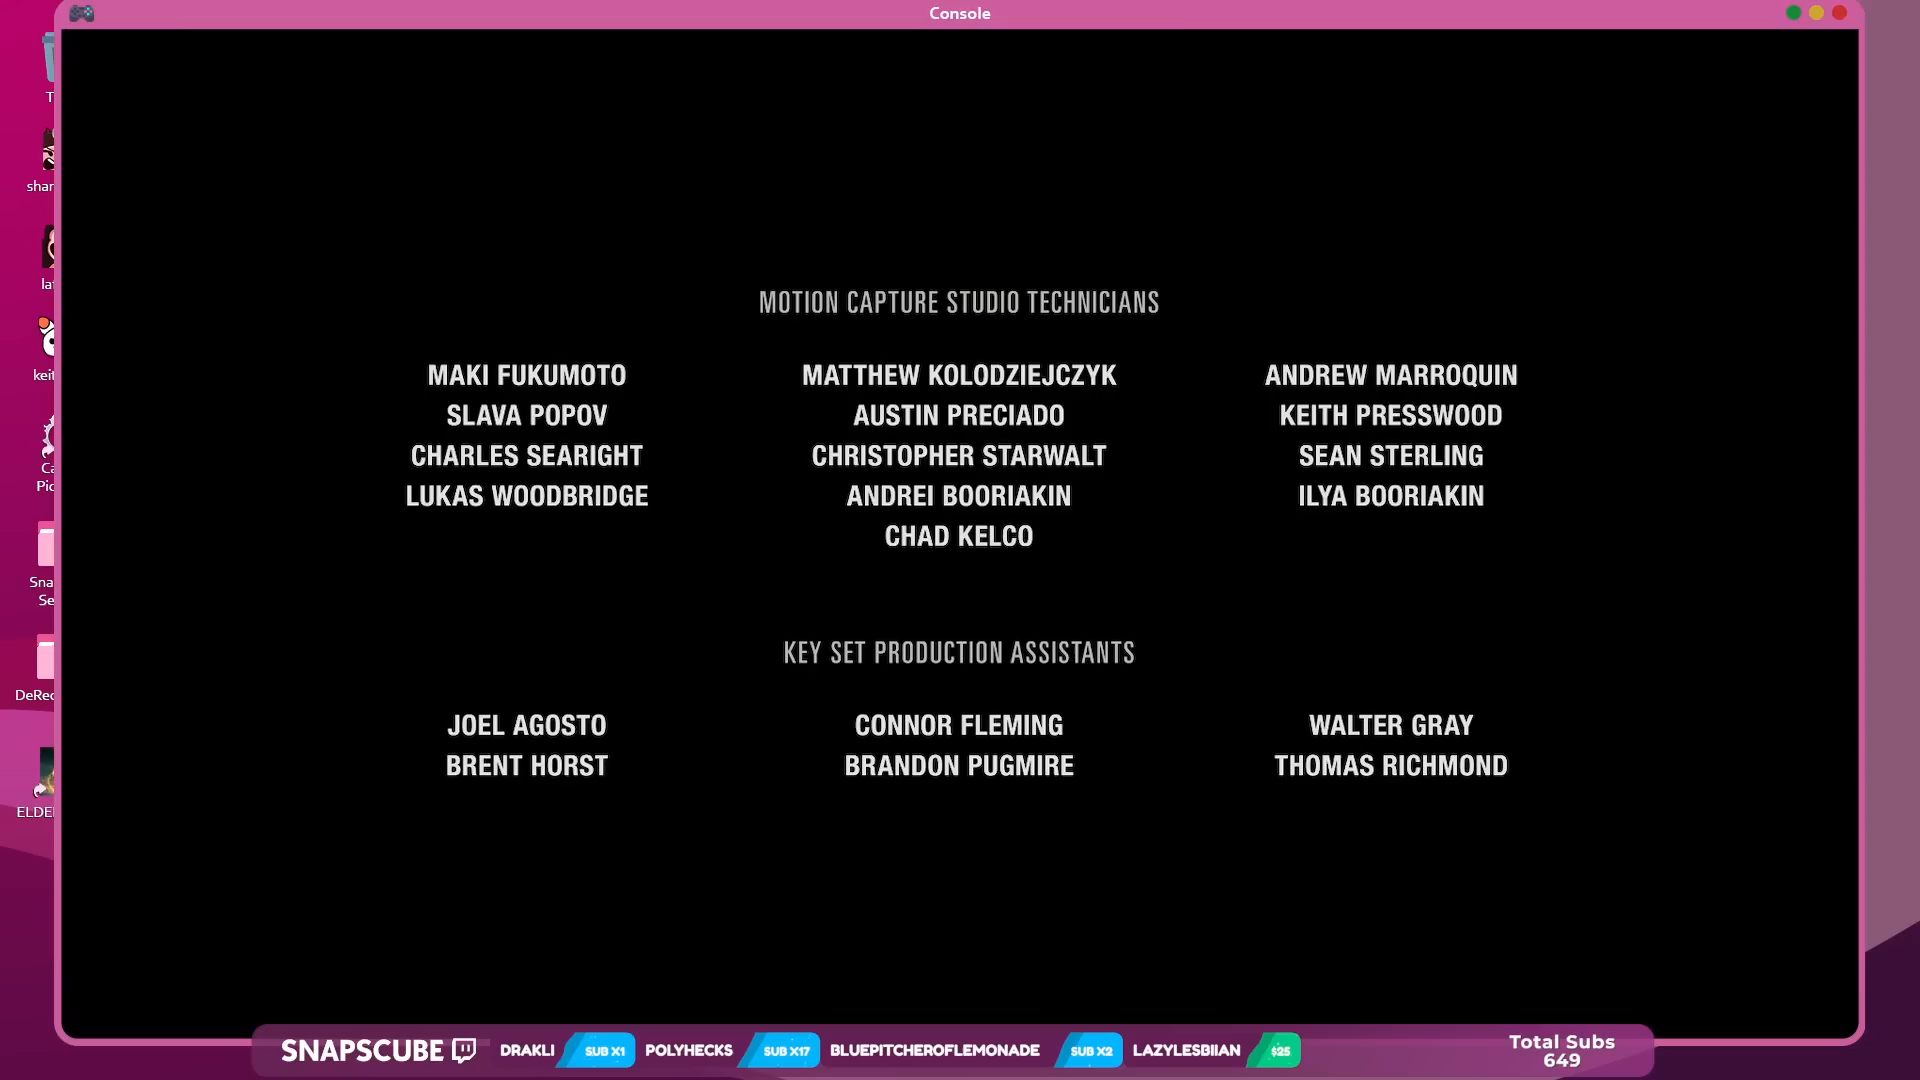 Console
MOTION CAPTURE STUDIO TECHNICIANS
MAKI FUKUMOTO MATTHEW KOLODZIEJCZYK ANDREW MARROQUIN
SLAVA POPOV AUSTIN PRECIADO KEITH PRESSWOOD
CHARLES SEARIGHT CHRISTOPHER STARWALT SEAN STERLING
LUKAS WOODBRIDGE ANDREI BOORIAKIN ILYA BOORIAKIN
CHAD KELCO
KEY SET PRODUCTION ASSISTANTS
JOEL AGOSTO CONNOR FLEMING WALTER GRAY
BRENT HORST BRANDON PUGMIRE THOMAS RICHMOND
SNAPSCUBE DRAKLI SUB X1 POLYHECKS SUB X17 BLUEPITCHEROFLEMONADE SUB X2 LAZYLESBIIAN $25
Total Subs
649